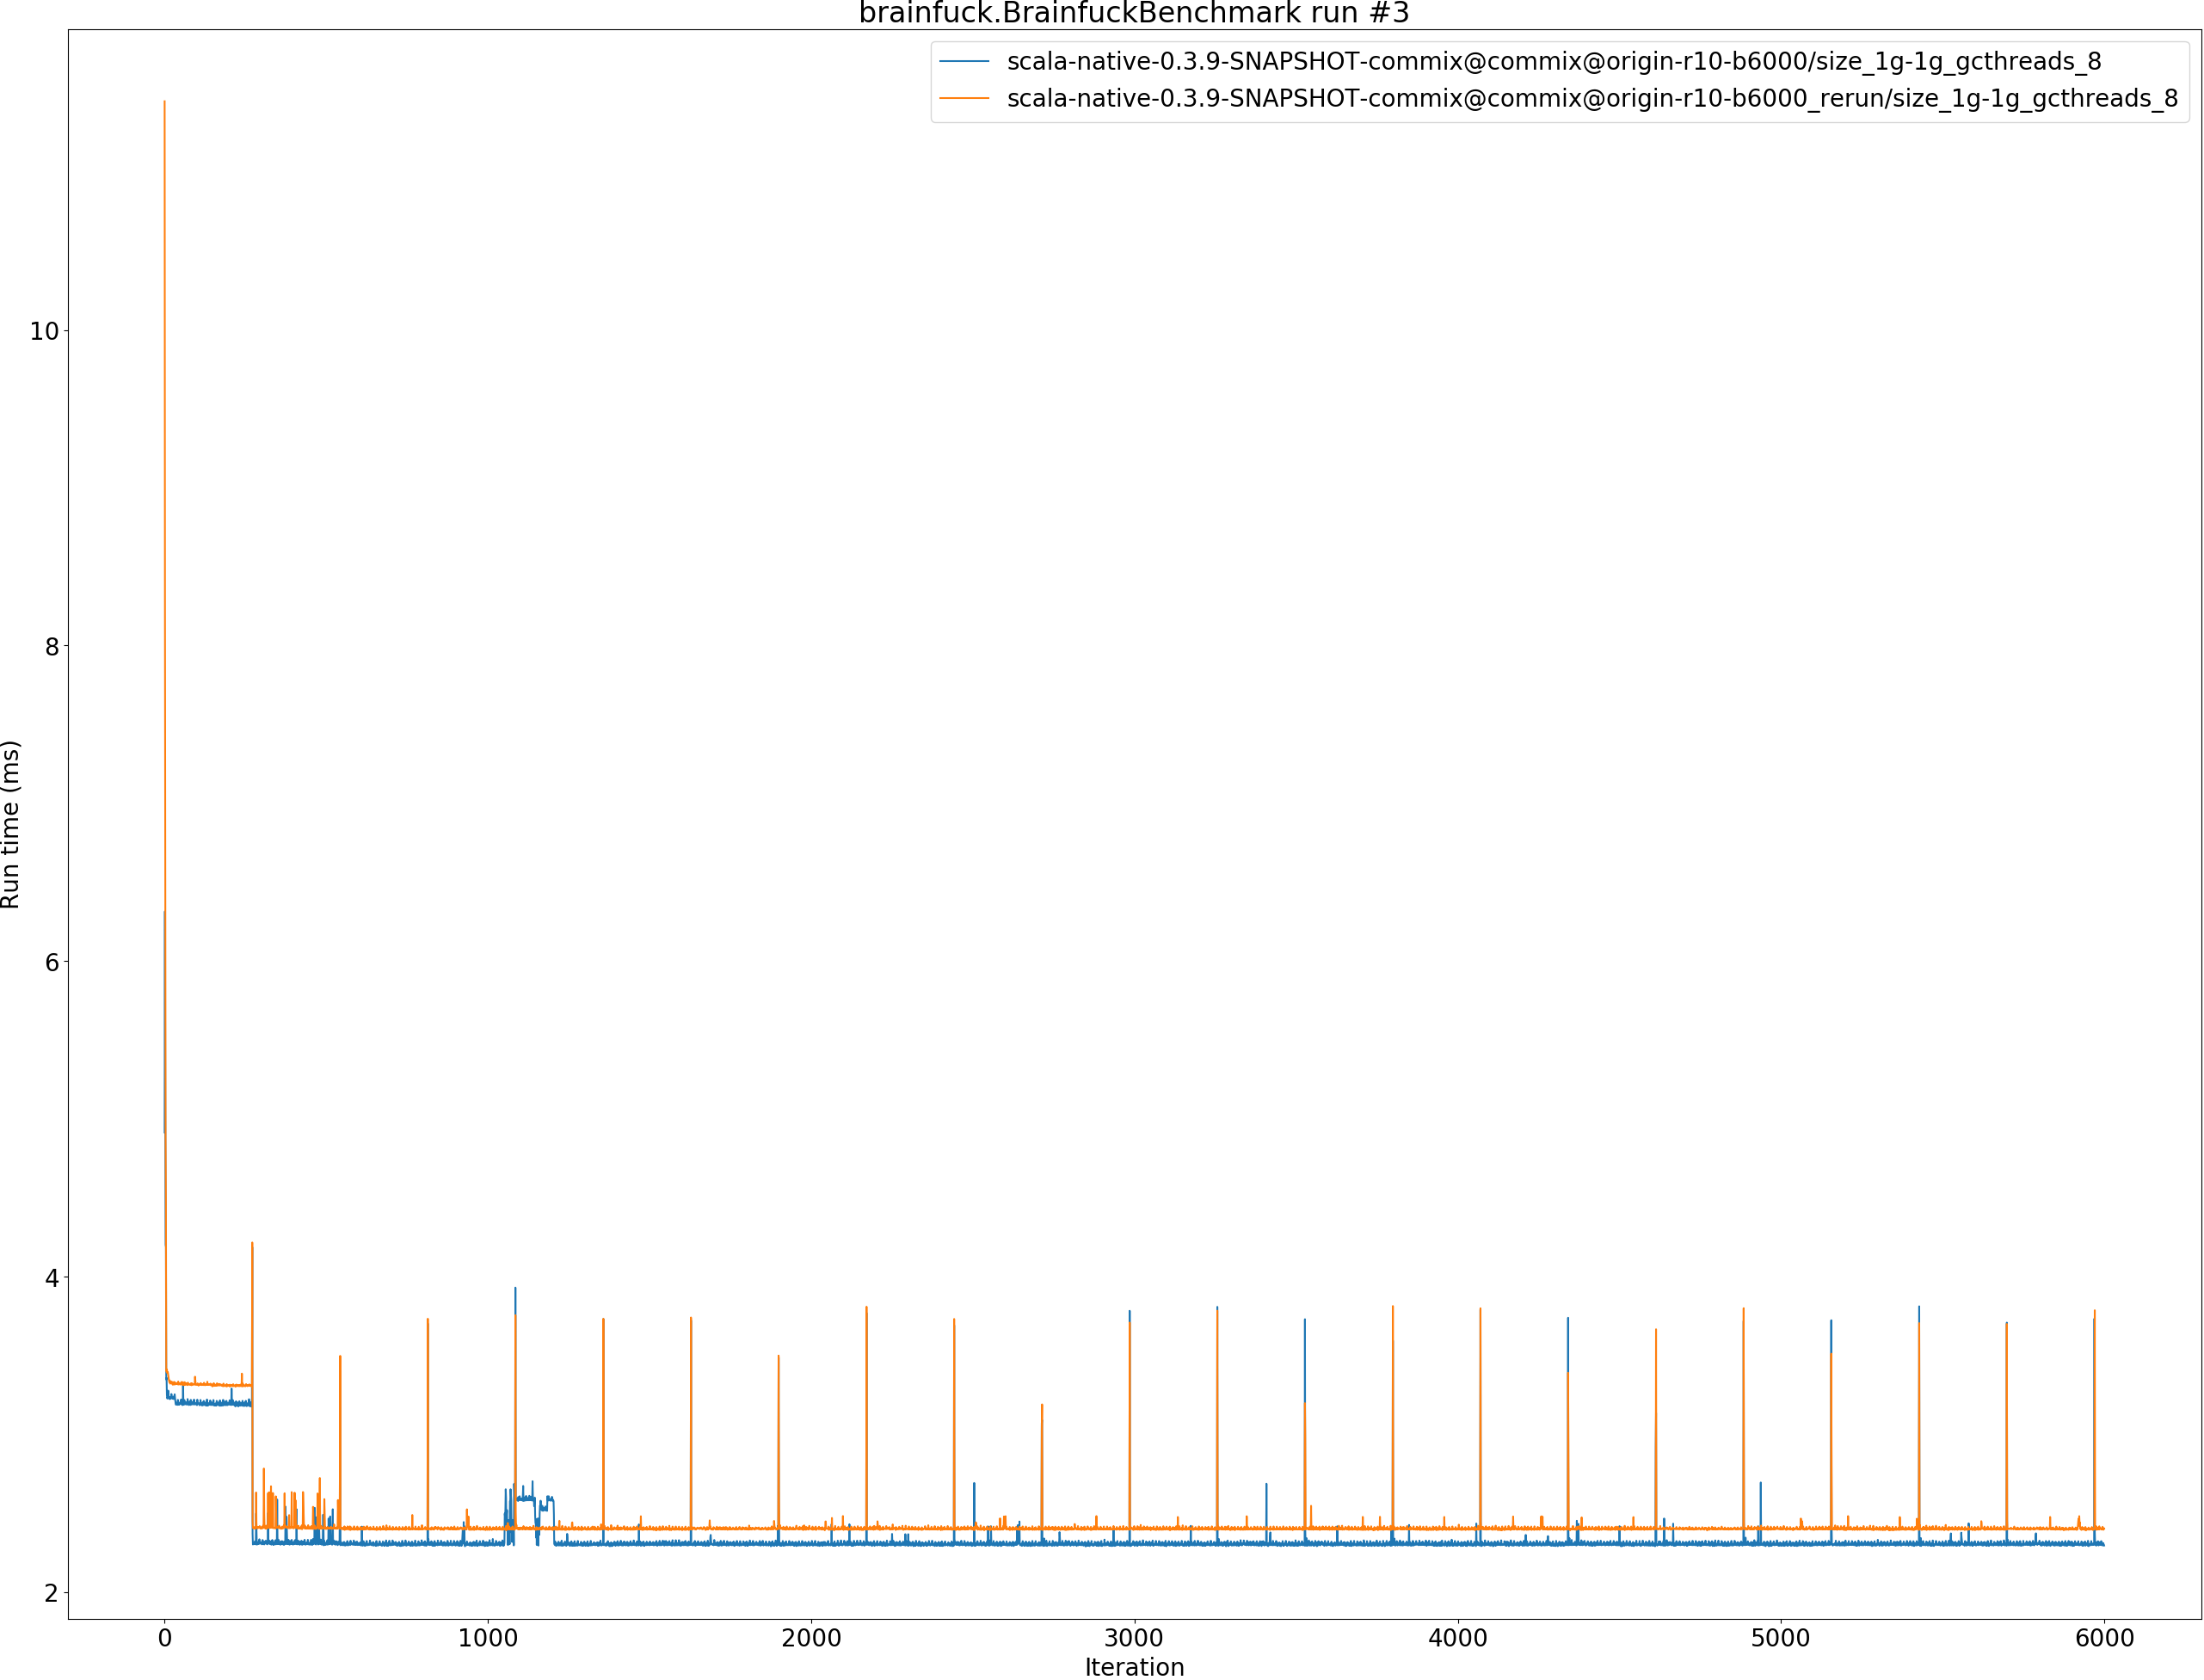 brainfuck.BrainfuckBenchmark run #3
scala-native-0.3.9-SNAPSHOT-commix@commix@origin-r10-b6000/size_1g-1g_gcthreads_8
scala-native-0.3.9-SNAPSHOT-commix@commix@origin-r10-b6000_rerun/size_1g-1g_gcthreads_8
Run time (ms)
10
8
6
4
2
0 1000 2000 3000 4000 5000 6000
Iteration